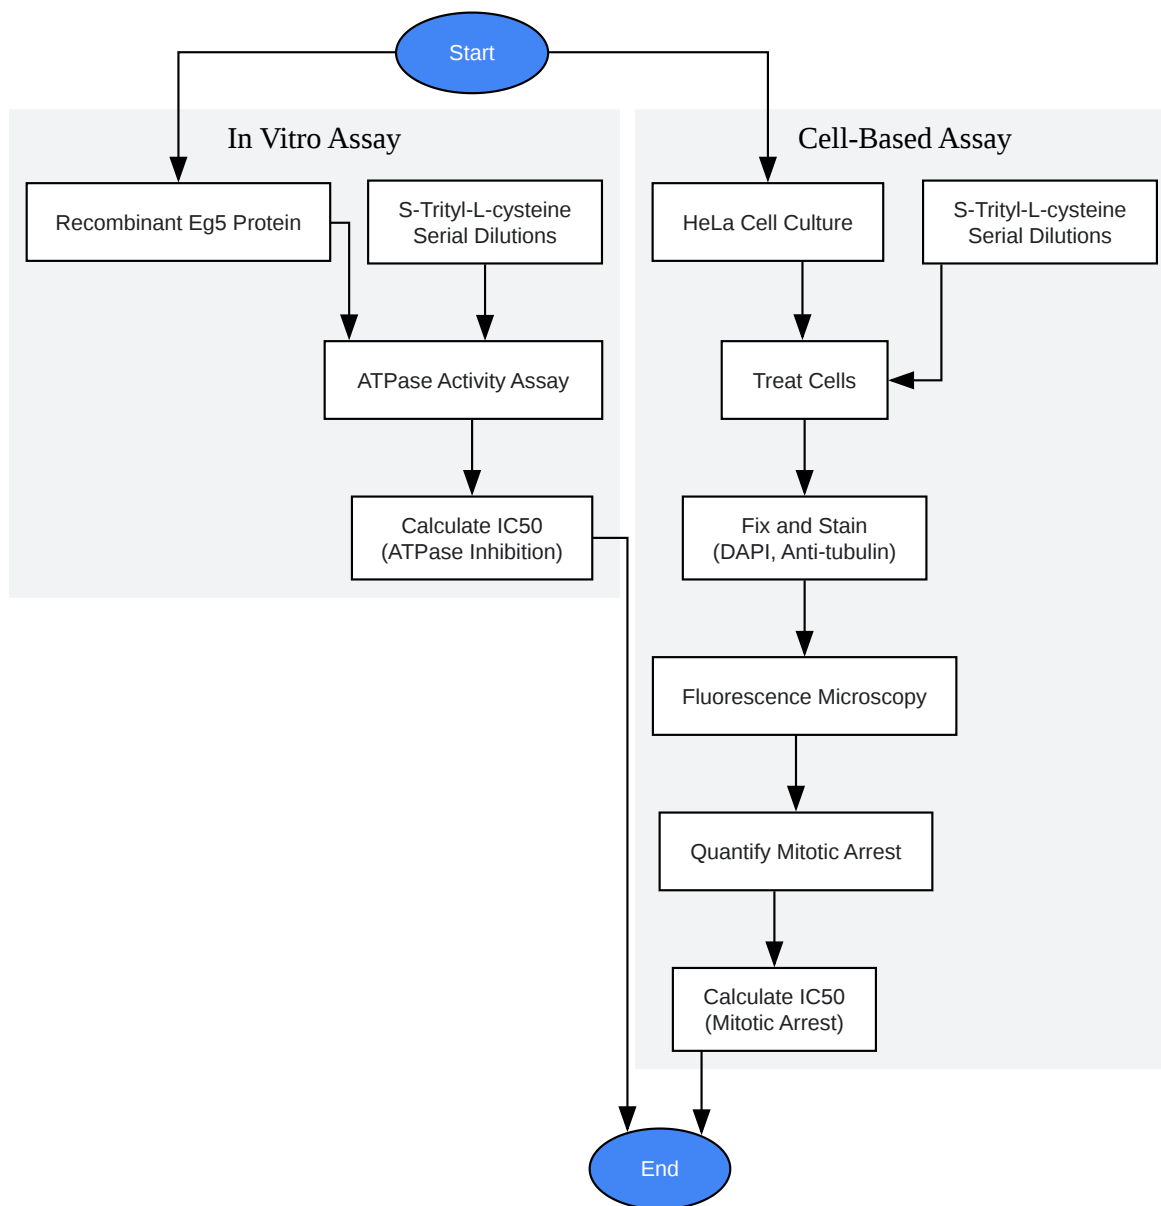 Start
In Vitro Assay
Recombinant Eg5 Protein
S-Trityl-L-cysteine
Serial Dilutions
ATPase Activity Assay
Calculate IC50
(ATPase Inhibition)
Cell-Based Assay
HeLa Cell Culture
S-Trityl-L-cysteine
Serial Dilutions
Treat Cells
Fix and Stain
(DAPI, Anti-tubulin)
Fluorescence Microscopy
Quantify Mitotic Arrest
Calculate IC50
(Mitotic Arrest)
End